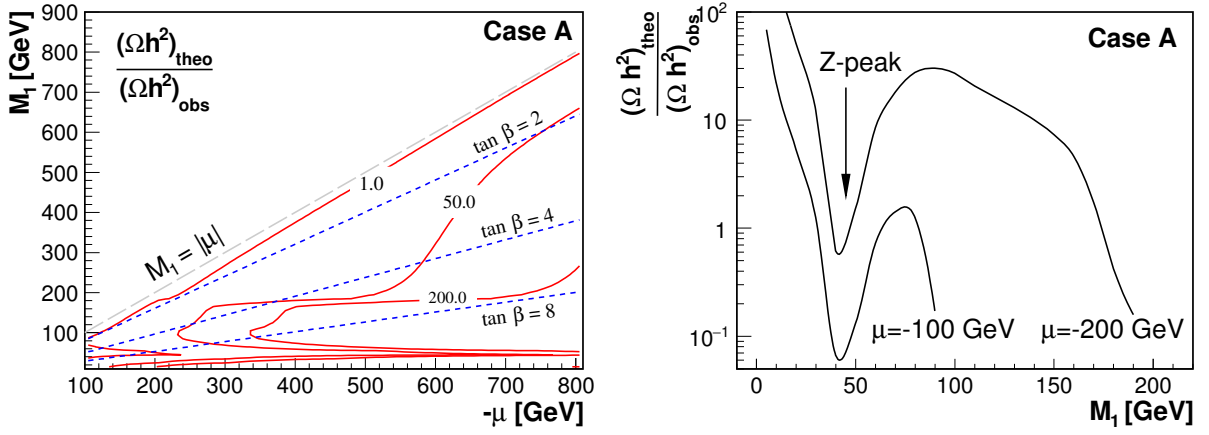 M₁ [GeV]
900
800
700
600
500
400
300
200
100
(Ωh²)theo
(Ωh²)obs
Case A
M₁ = |μ|
1.0
tan β = 2
50.0
tan β = 4
200.0
tan β = 8
100 200 300 400 500 600 700 800
-μ [GeV]
(Ω h²)theo
(Ω h²)obs
10²
10
1
10⁻¹
Case A
Z-peak
μ=-100 GeV
μ=-200 GeV
0 50 100 150 200
M₁ [GeV]